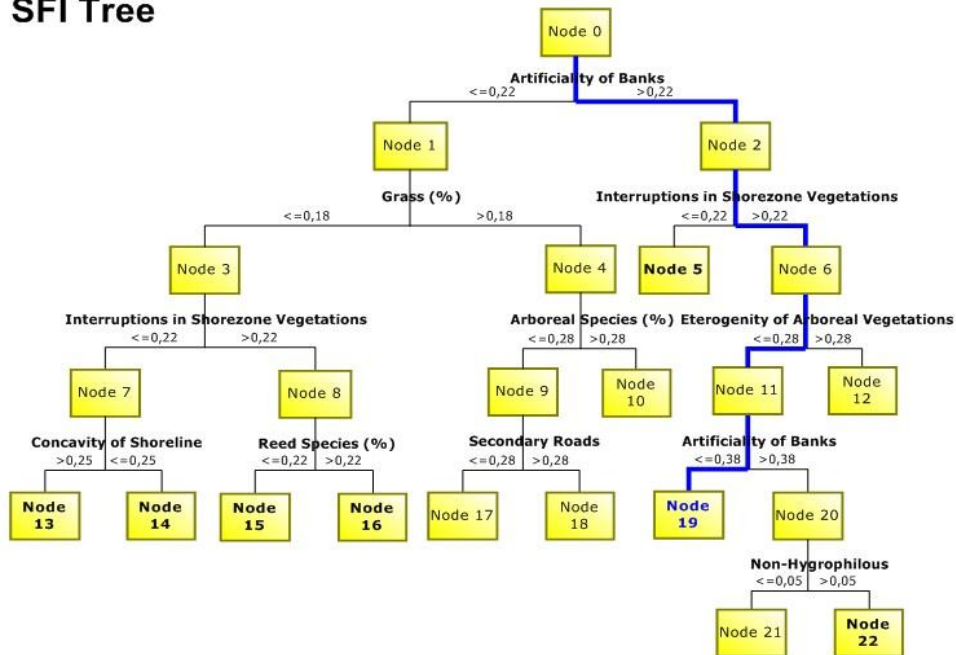 SFI Tree
Node 0
Artificiality of Banks
<=0,22 >0,22
Node 1 Node 2
Grass (%) Interruptions in Shorezone Vegetations
<=0,18 >0,18 <=0,22 >0,22
Node 3 Node 4 Node 5 Node 6
Interruptions in Shorezone Vegetations Arboreal Species (%) Eterogenity of Arboreal Vegetations
<=0,22 >0,22 <=0,28 >0,28 <=0,28 >0,28
Node 7 Node 8 Node 9 Node
10 Node 11 Node
12
Concavity of Shoreline Reed Species (%) Secondary Roads Artificiality of Banks
>0,25 <=0,25 <=0,22 >0,22 <=0,28 >0,28 <=0,38 >0,38
Node
13
Node
14
Node
15
Node
16
Node 17
Node
18
Node
19
Node 20
Non-Hygrophilous
<=0,05 >0,05
Node 21
Node
22